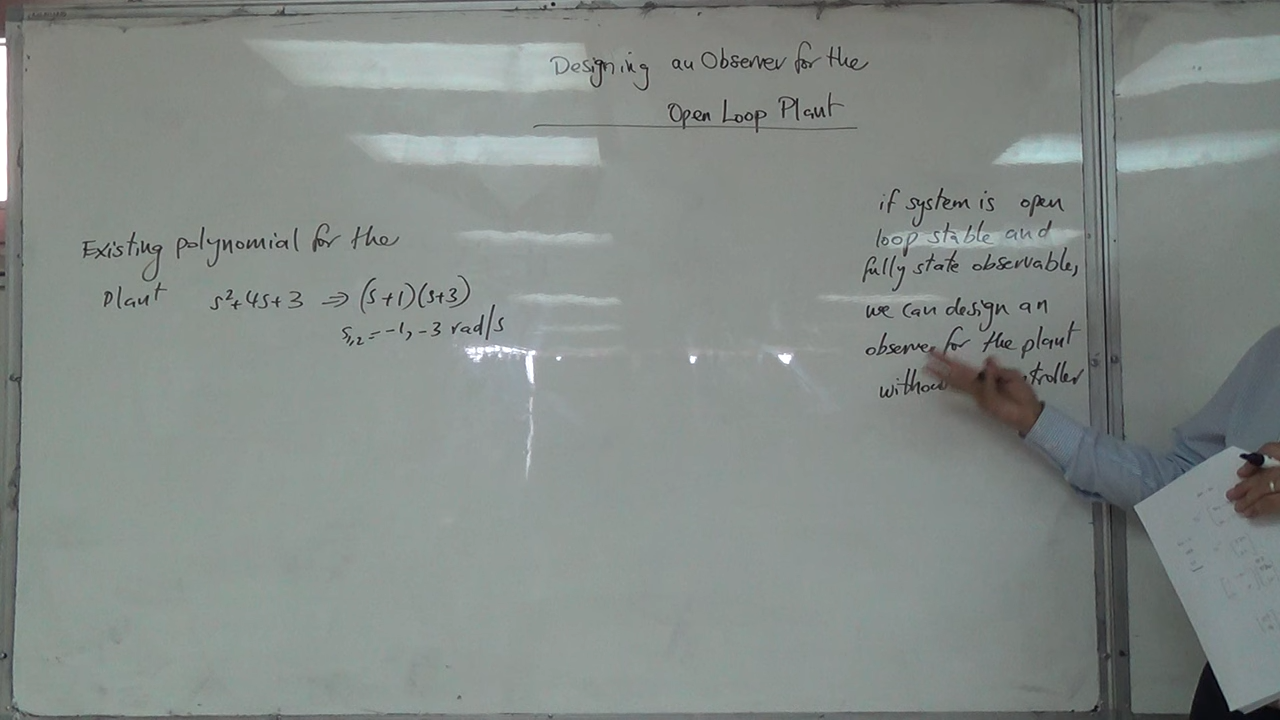 Designing an Observer for the
Open Loop Plant
Existing polynomial for the
Plant s²+4s+3 ⇒ (s+1)(s+3)
s₁,₂ = -1, -3 rad/s
if system is open
loop stable and
fully state observable,
we can design an
observer for the plant